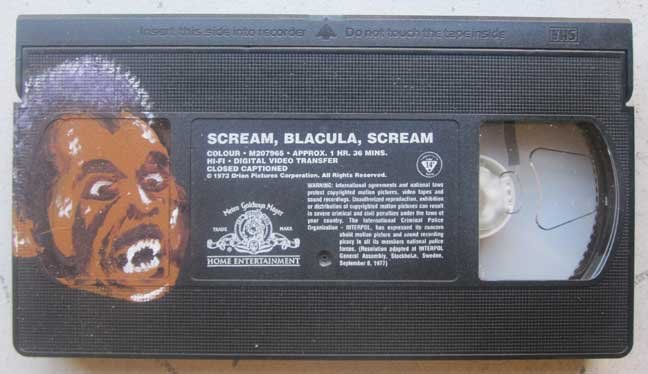 Insert this side into recorder Do not touch the tape inside VHS
SCREAM, BLACULA, SCREAM
COLOUR • M207965 • APPROX. 1 HR. 36 MINS.
HI-FI • DIGITAL VIDEO TRANSFER
CLOSED CAPTIONED
© 1973 Orion Pictures Corporation. All Rights Reserved.
14
WARNING: International agreements and national laws
protect copyrighted motion pictures, video tapes and
sound recordings. Unauthorized reproduction, exhibition
or distribution of copyrighted motion pictures can result
in severe criminal and civil penalties under the laws of
your country. The International Criminal Police
Organization - INTERPOL, has expressed its concern
about motion picture and sound recording
piracy to all its members national police
forces. (Resolution adopted at INTERPOL
General Assembly, Stockholm, Sweden,
September 8, 1977)
Metro Goldwyn Mayer
TRADE MARK
HOME ENTERTAINMENT